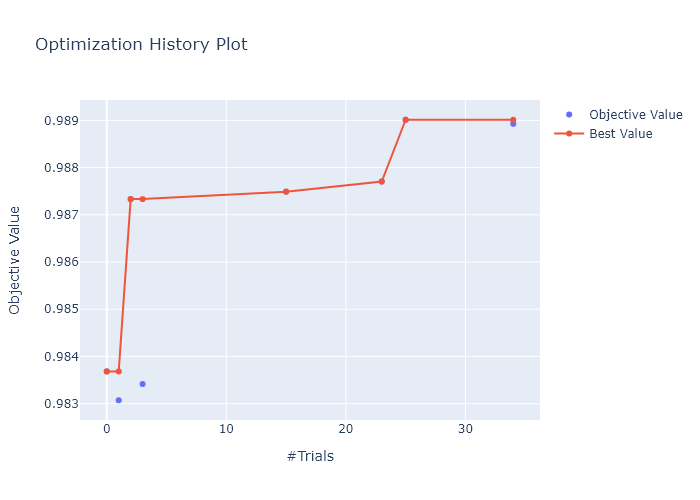 Optimization History Plot
Objective Value
Best Value
0.989
0.988
0.987
0.986
0.985
0.984
0.983
Objective Value
0
10
20
30
#Trials